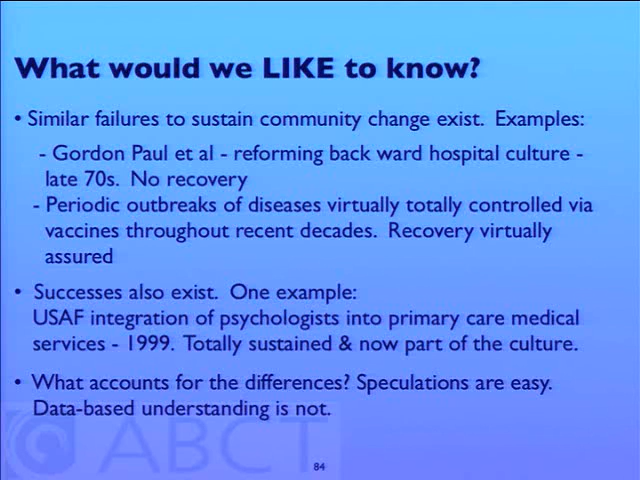 What would we LIKE to know?
• Similar failures to sustain community change exist. Examples:
- Gordon Paul et al - reforming back ward hospital culture -
late 70s. No recovery
- Periodic outbreaks of diseases virtually totally controlled via
vaccines throughout recent decades. Recovery virtually
assured
• Successes also exist. One example:
USAF integration of psychologists into primary care medical
services - 1999. Totally sustained & now part of the culture.
• What accounts for the differences? Speculations are easy.
Data-based understanding is not.
ABCT
84